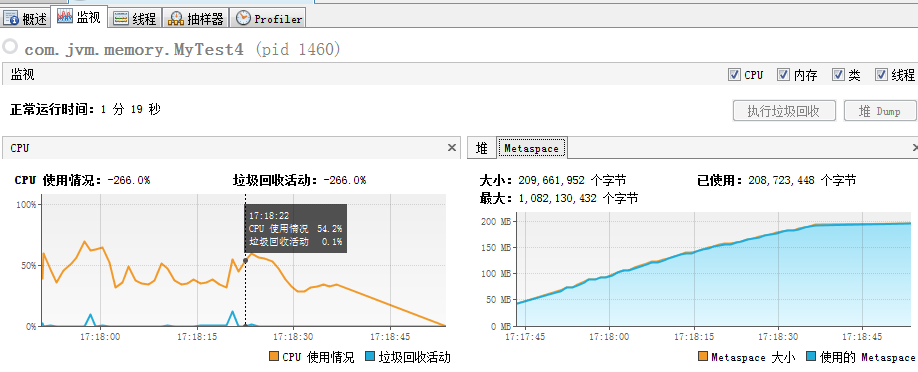 概述 监视 线程 抽样器 Profiler
com.jvm.memory.MyTest4 (pid 1460)
监视 CPU 内存 类 线程
正常运行时间: 1 分 19 秒 执行垃圾回收 堆 Dump
CPU
CPU 使用情况: -266.0% 垃圾回收活动: -266.0%
100%
50%
0%
17:18:22
CPU 使用情况 54.2%
垃圾回收活动 0.1%
17:18:00 17:18:15 17:18:30 17:18:45
CPU 使用情况 垃圾回收活动
堆 Metaspace
大小: 209,661,952 个字节 已使用: 208,723,448 个字节
最大: 1,082,130,432 个字节
200 MB
150 MB
100 MB
50 MB
0 MB
17:17:45 17:18:00 17:18:15 17:18:30 17:18:45
Metaspace 大小 使用的 Metaspace